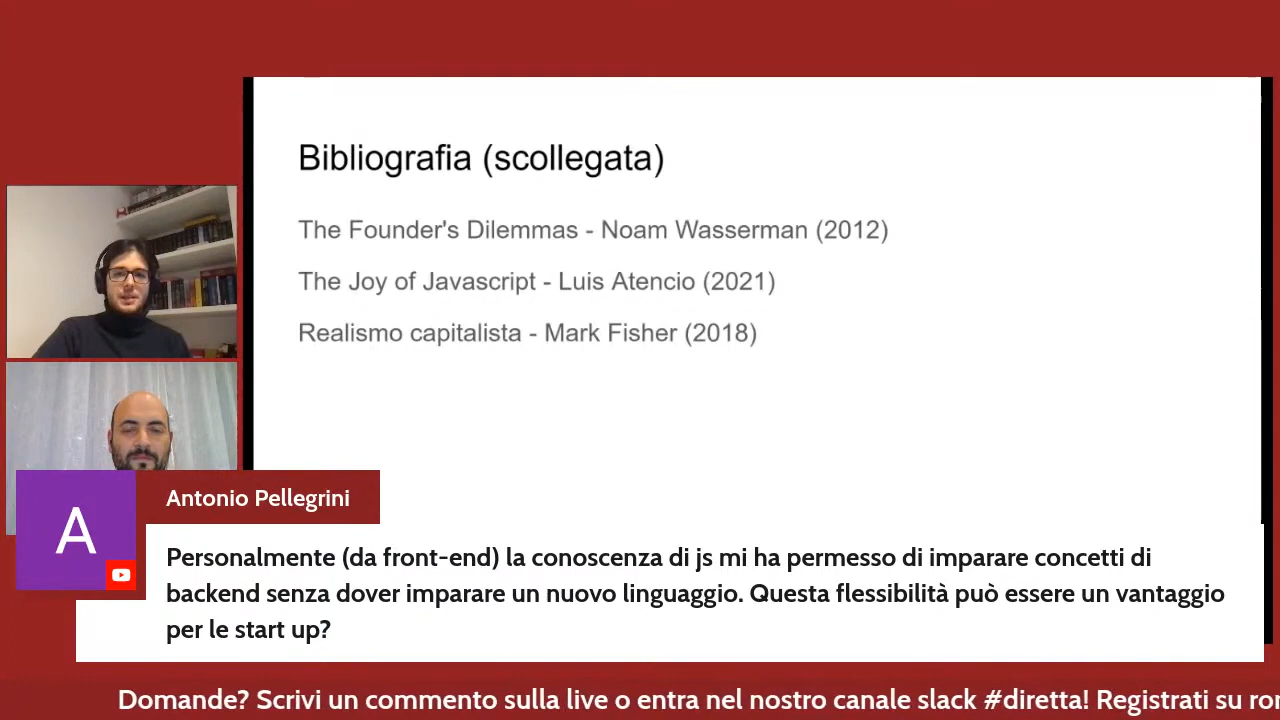 Bibliografia (scollegata)
The Founder's Dilemmas - Noam Wasserman (2012)
The Joy of Javascript - Luis Atencio (2021)
Realismo capitalista - Mark Fisher (2018)
A
Antonio Pellegrini
Personalmente (da front-end) la conoscenza di js mi ha permesso di imparare concetti di
backend senza dover imparare un nuovo linguaggio. Questa flessibilità può essere un vantaggio
per le start up?
Domande? Scrivi un commento sulla live o entra nel nostro canale slack #diretta! Registrati su